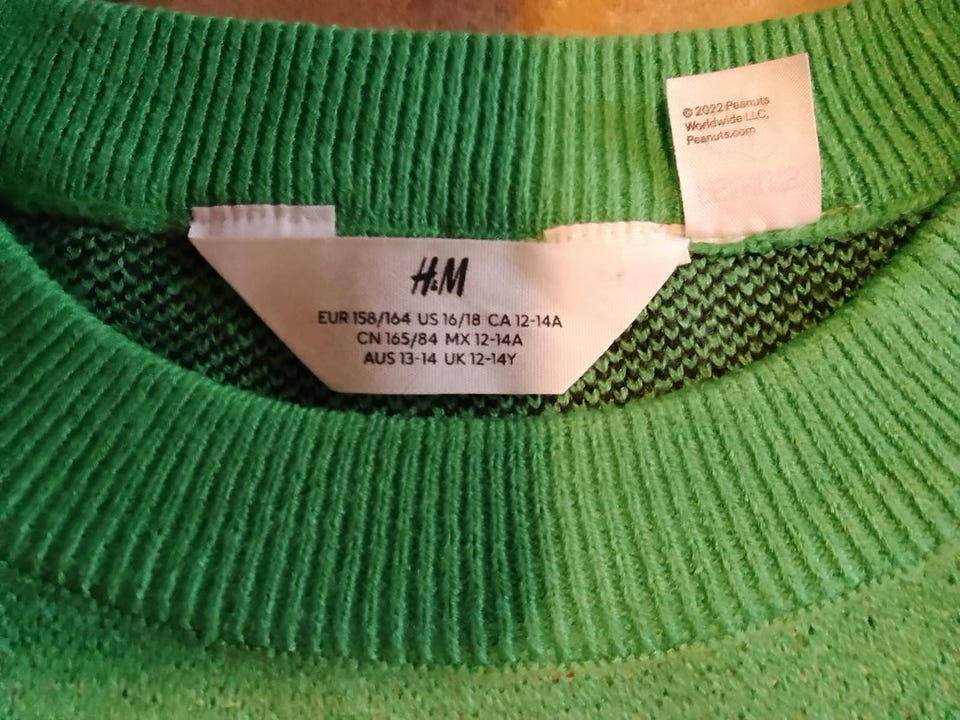 © 2022 Peanuts
Worldwide LLC,
Peanuts.com
H&M
EUR 158/164 US 16/18 CA 12-14A
CN 165/84 MX 12-14A
AUS 13-14 UK 12-14Y